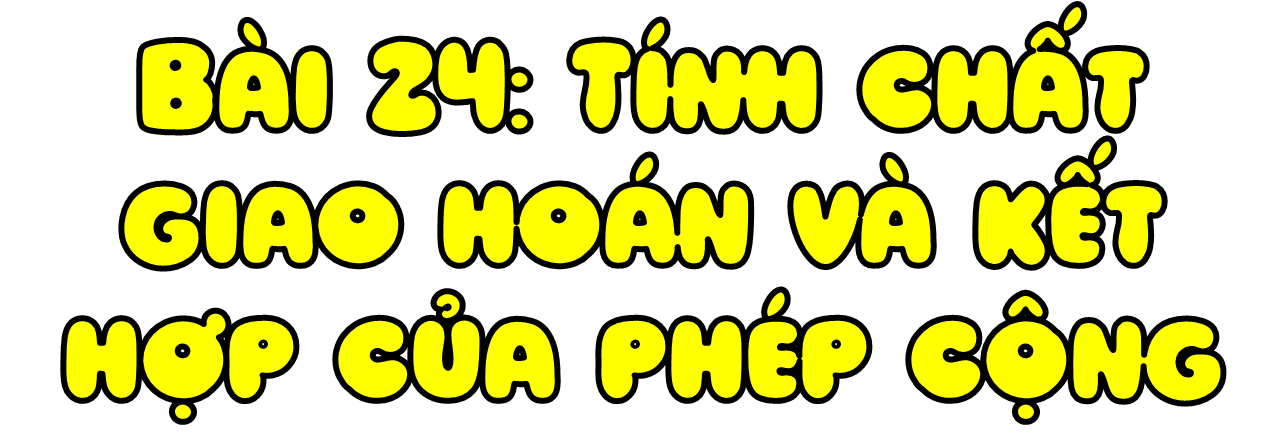 BÀI 24: TÍNH CHẤT
GIAO HOÁN VÀ KẾT
HỢP CỦA PHÉP CỘNG